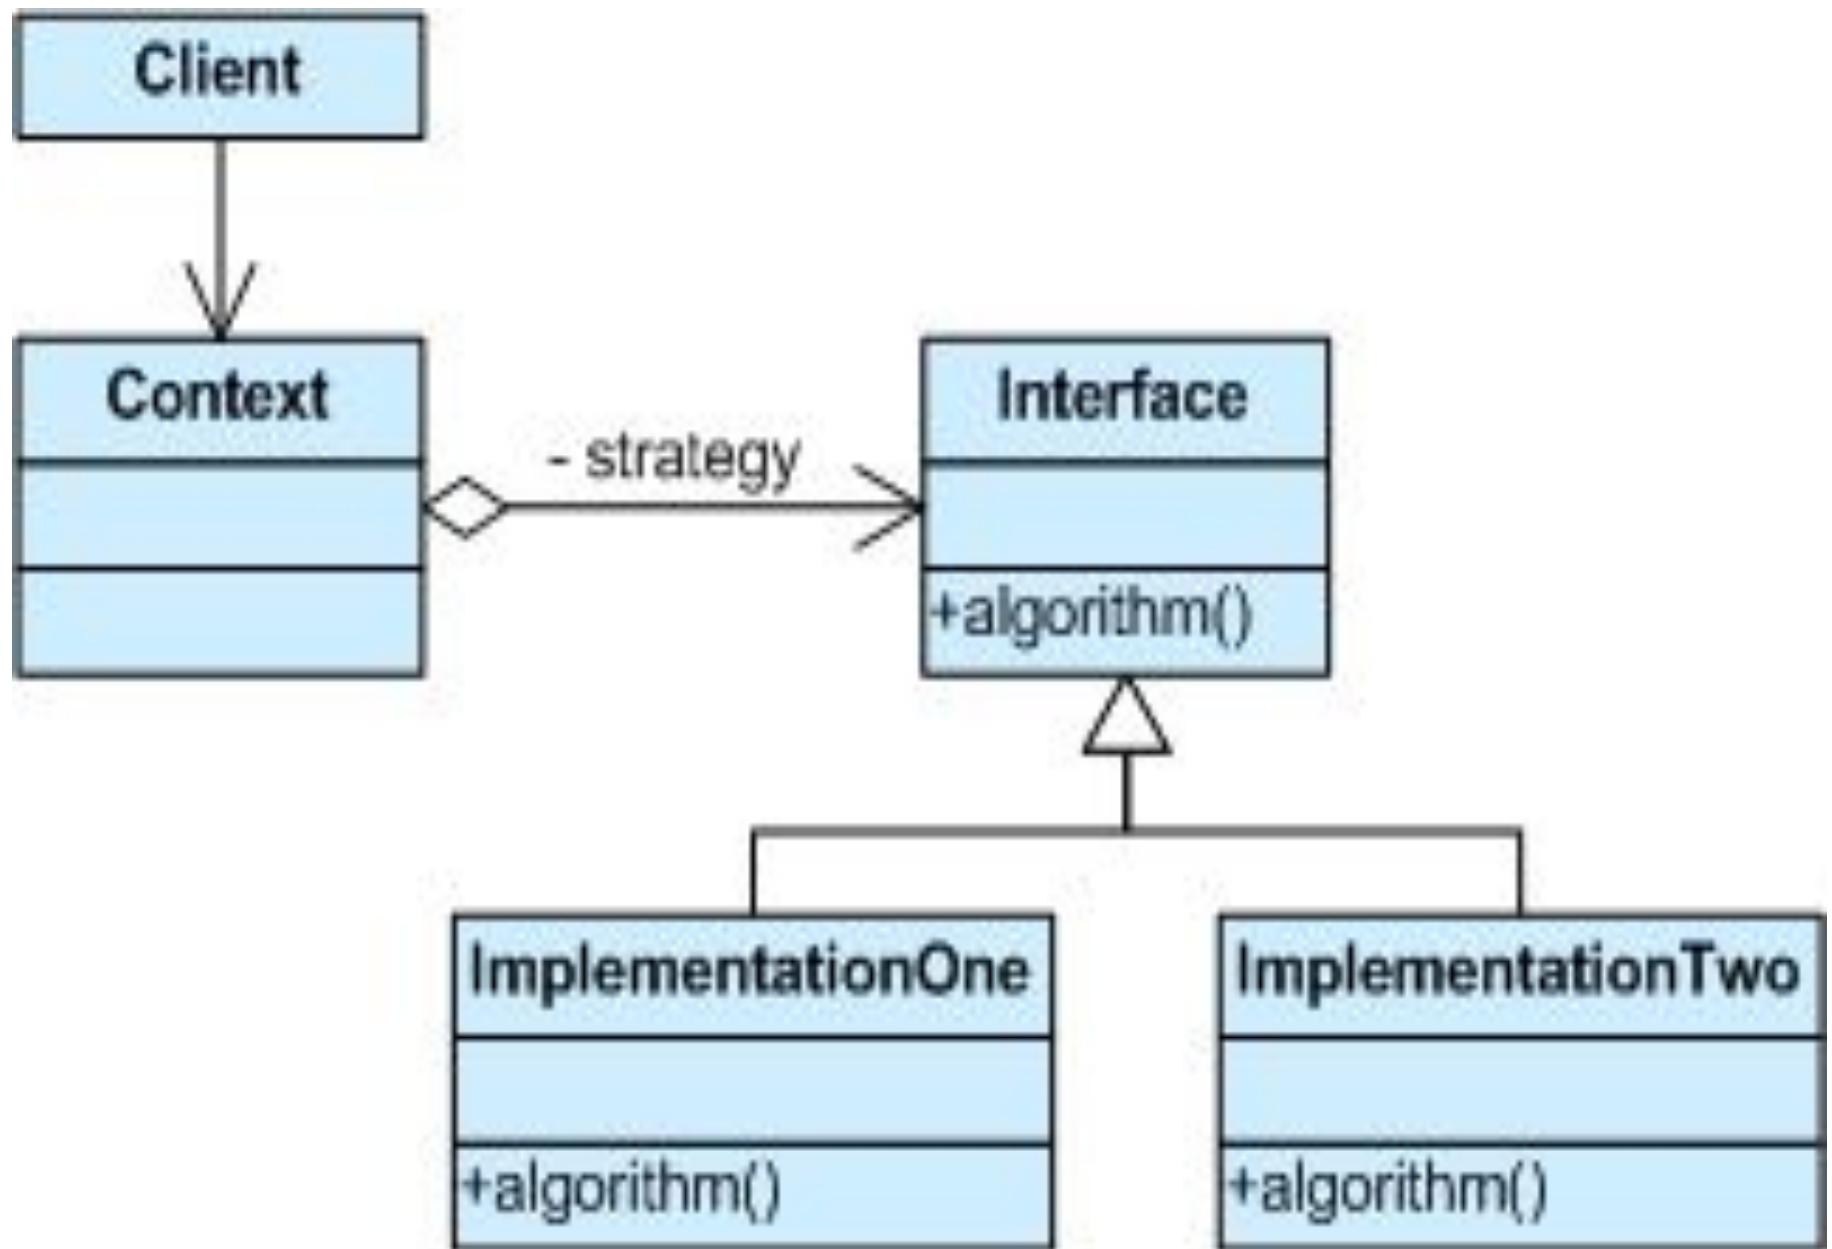 Client
Context
- strategy
Interface
+algorithm()
ImplementationOne
+algorithm()
ImplementationTwo
+algorithm()